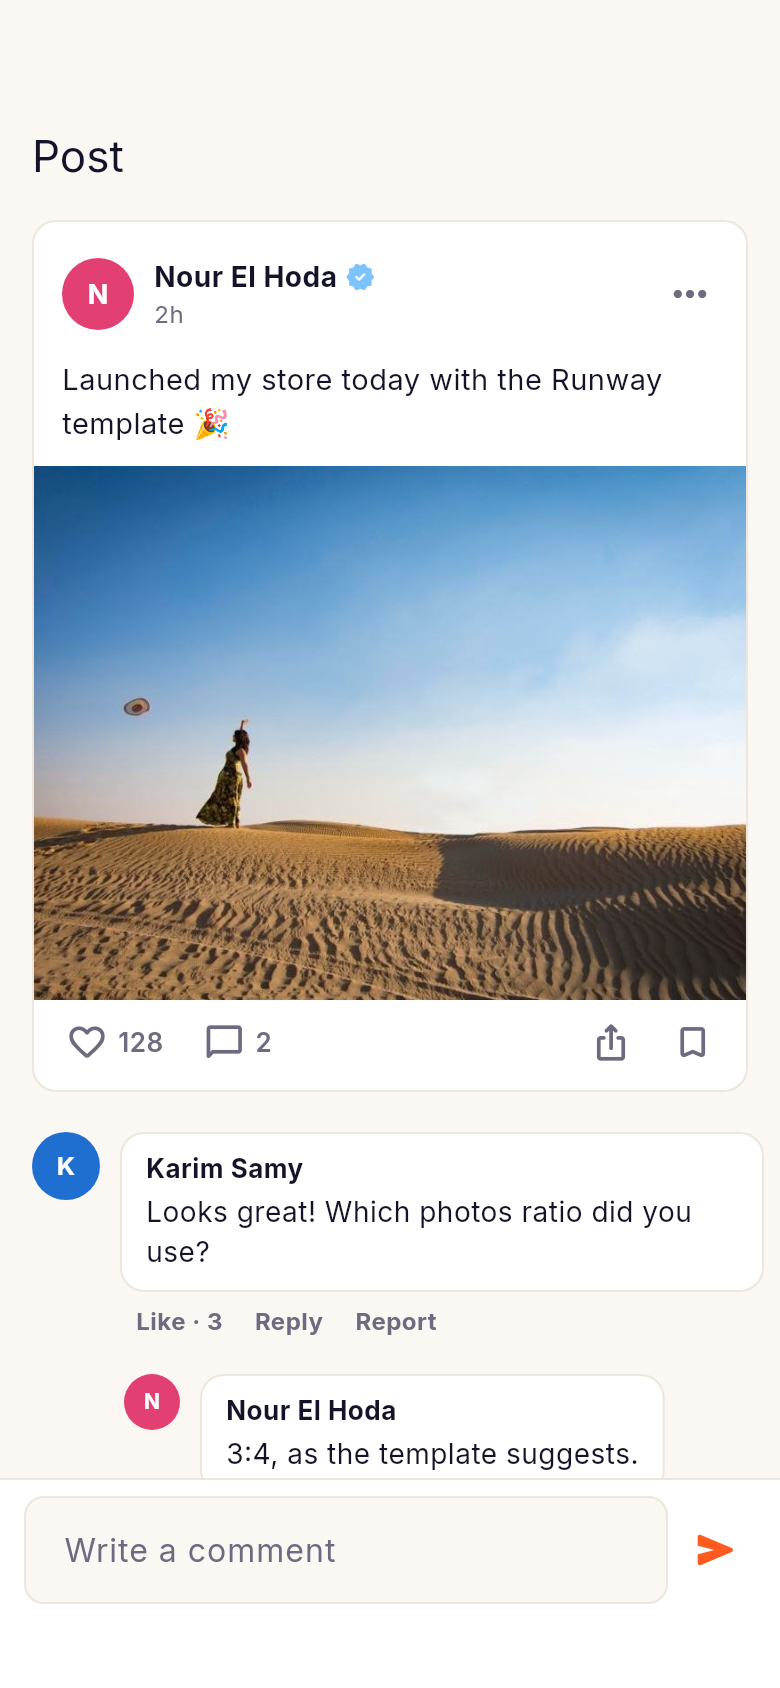 Post
N
Nour El Hoda
2h
Launched my store today with the Runway
template 🎉
128
2
K
Karim Samy
Looks great! Which photos ratio did you
use?
Like · 3 Reply Report
N
Nour El Hoda
3:4, as the template suggests.
Write a comment